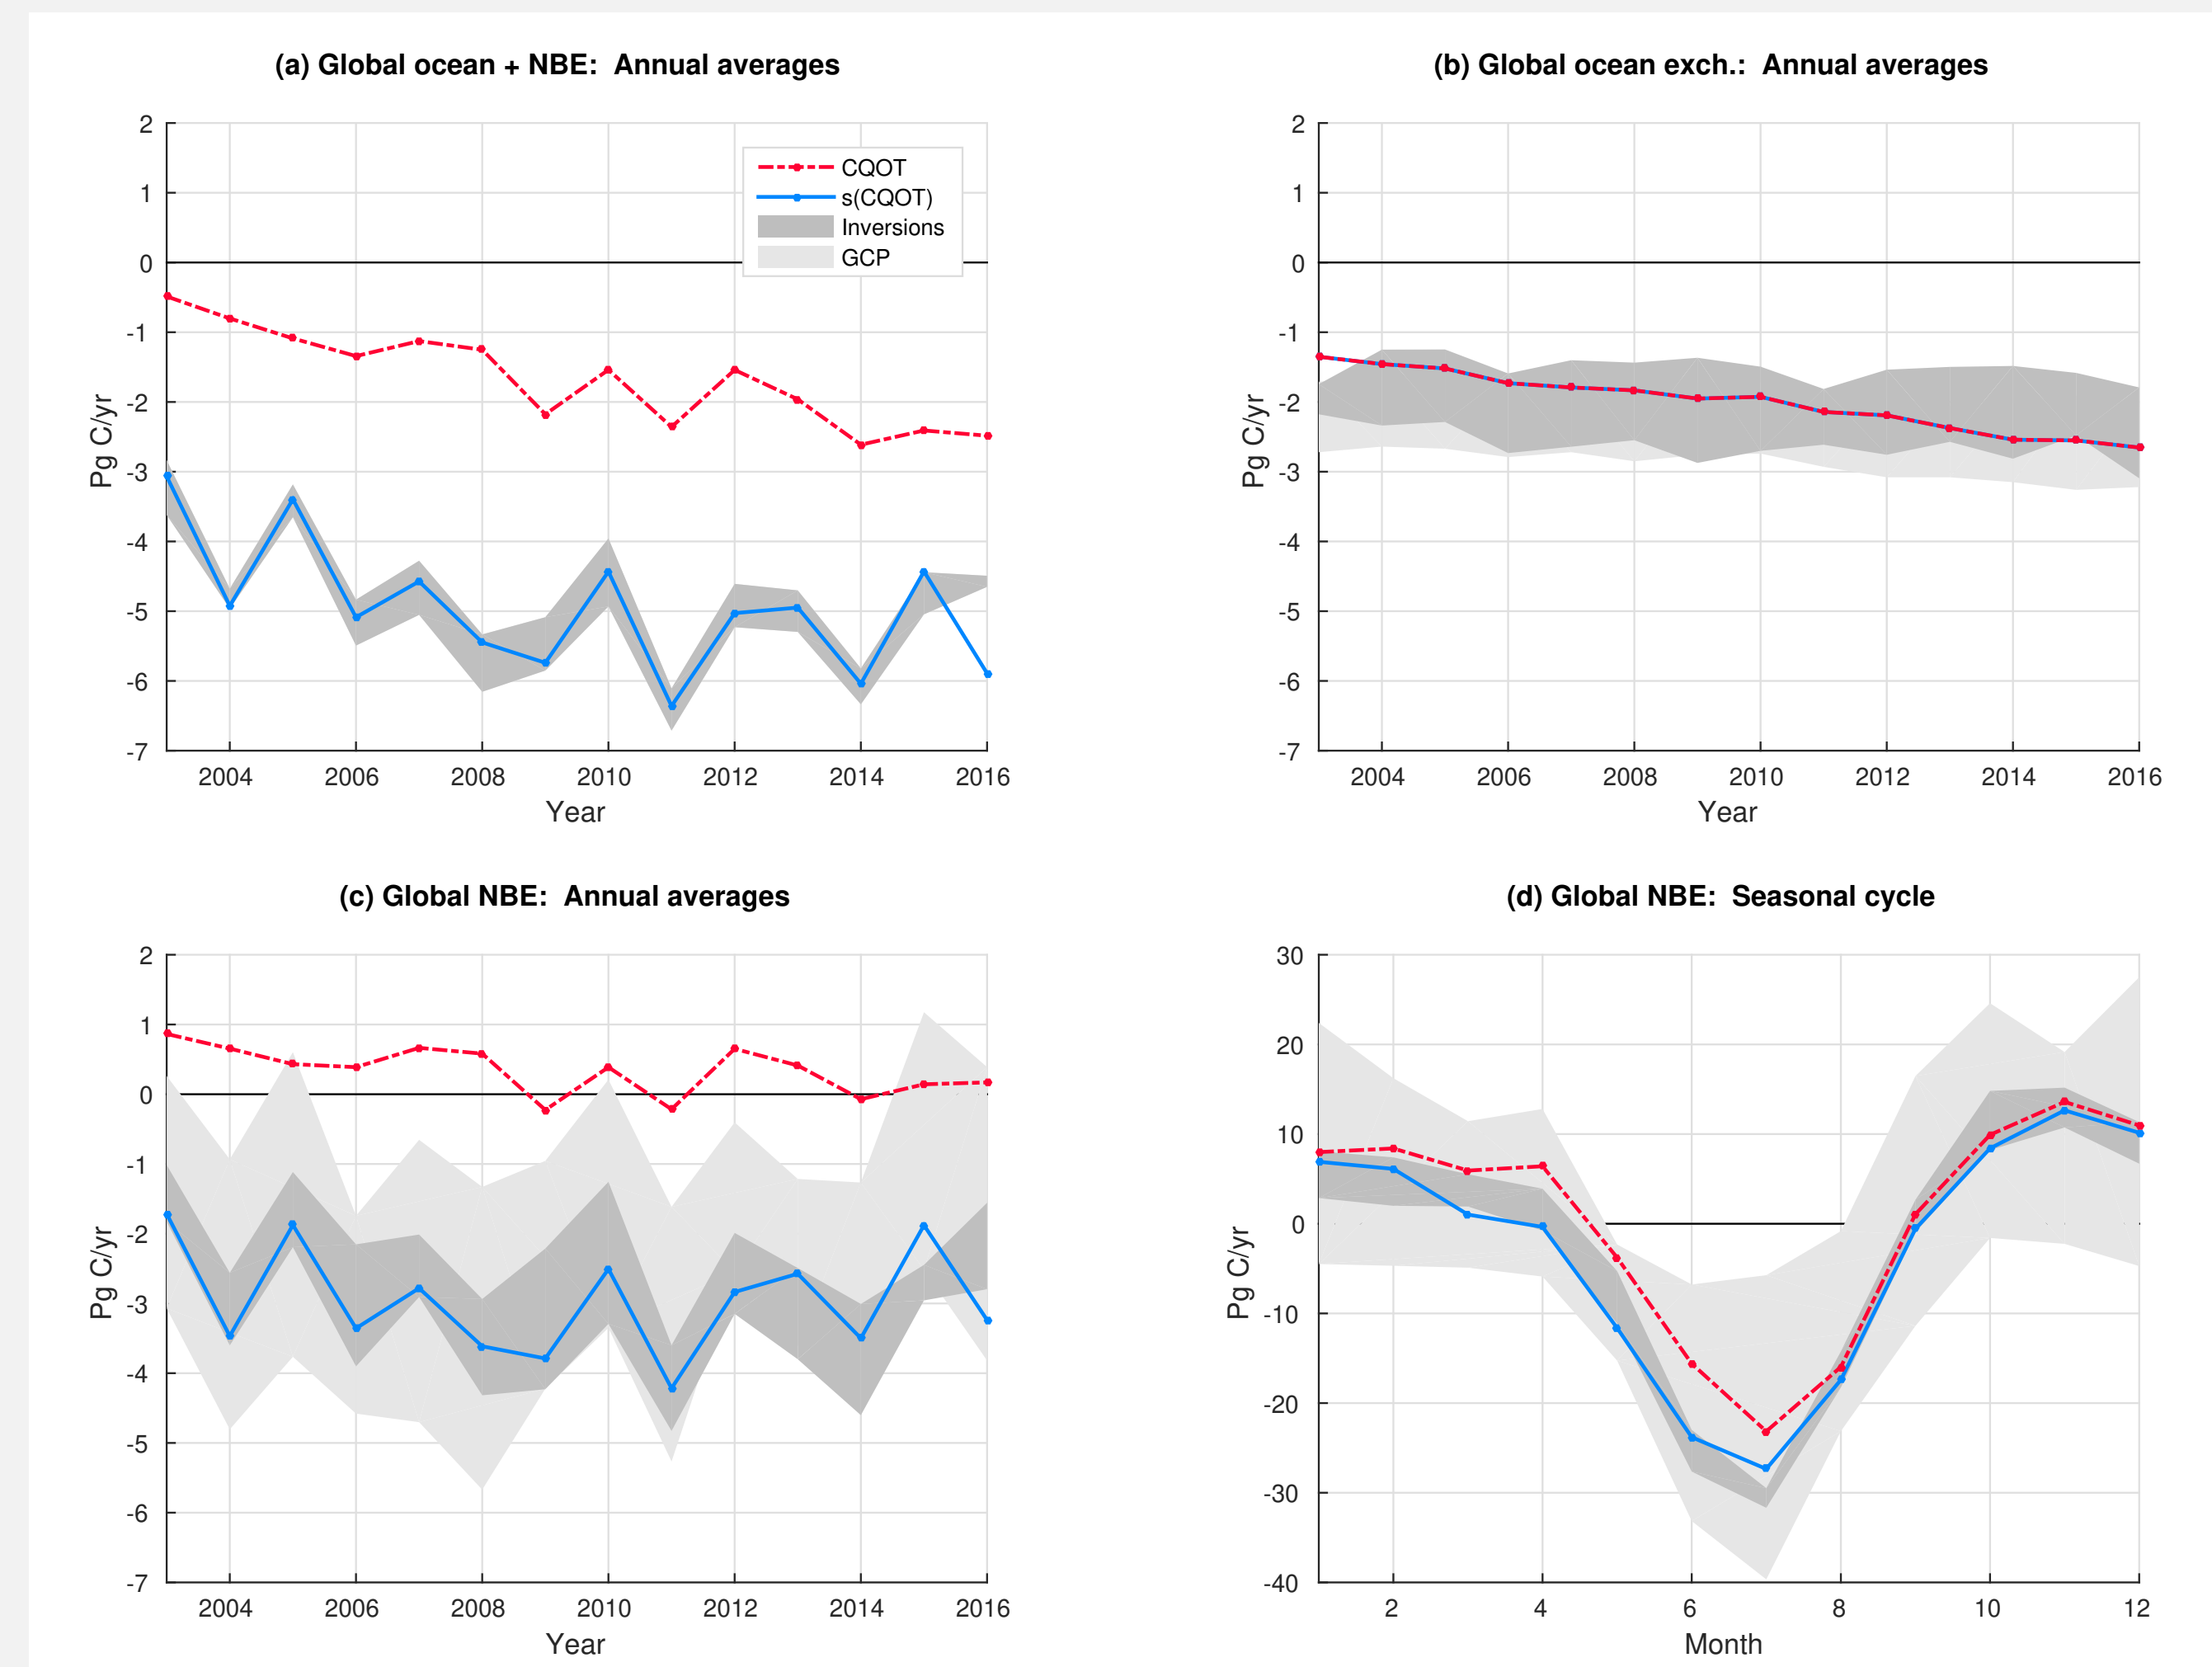 (a) Global ocean + NBE: Annual averages
2
1
0
-1
-2
-3
-4
-5
-6
-7
Pg C/yr
CQOT
s(CQOT)
Inversions
GCP
2004 2006 2008 2010 2012 2014 2016
Year
(b) Global ocean exch.: Annual averages
2
1
0
-1
-2
-3
-4
-5
-6
-7
Pg C/yr
2004 2006 2008 2010 2012 2014 2016
Year
(c) Global NBE: Annual averages
2
1
0
-1
-2
-3
-4
-5
-6
-7
Pg C/yr
2004 2006 2008 2010 2012 2014 2016
Year
(d) Global NBE: Seasonal cycle
30
20
10
0
-10
-20
-30
-40
Pg C/yr
2 4 6 8 10 12
Month